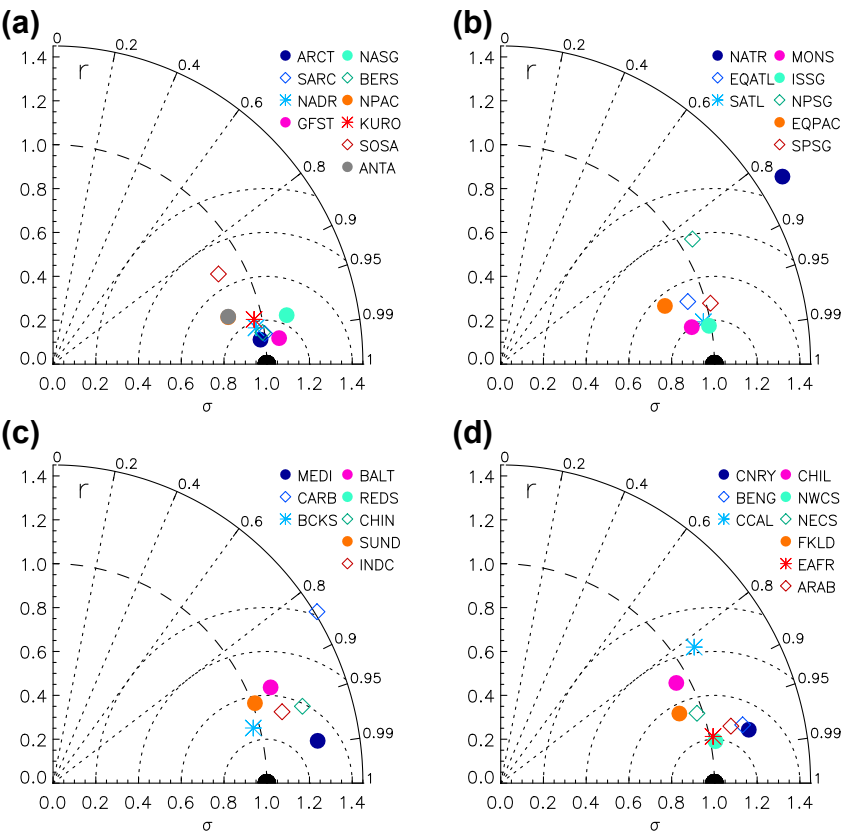 (a)
r
0
0.2
0.4
0.6
0.8
0.9
0.95
0.99
1
ARCT NASG
SARC BERS
NADR NPAC
GFST KURO
SOSA
ANTA
1.4
1.2
1.0
0.8
0.6
0.4
0.2
0.0
0.0 0.2 0.4 0.6 0.8 1.0 1.2 1.4
σ
(b)
r
0
0.2
0.4
0.6
0.8
0.9
0.95
0.99
1
NATR MONS
EQATL ISSG
SATL NPSG
EQPAC
SPSG
1.4
1.2
1.0
0.8
0.6
0.4
0.2
0.0
0.0 0.2 0.4 0.6 0.8 1.0 1.2 1.4
σ
(c)
r
0
0.2
0.4
0.6
0.8
0.9
0.95
0.99
1
MEDI BALT
CARB REDS
BCKS CHIN
SUND
INDC
1.4
1.2
1.0
0.8
0.6
0.4
0.2
0.0
0.0 0.2 0.4 0.6 0.8 1.0 1.2 1.4
σ
(d)
r
0
0.2
0.4
0.6
0.8
0.9
0.95
0.99
1
CNRY CHIL
BENG NWCS
CCAL NECS
FKLD
EAFR
ARAB
1.4
1.2
1.0
0.8
0.6
0.4
0.2
0.0
0.0 0.2 0.4 0.6 0.8 1.0 1.2 1.4
σ